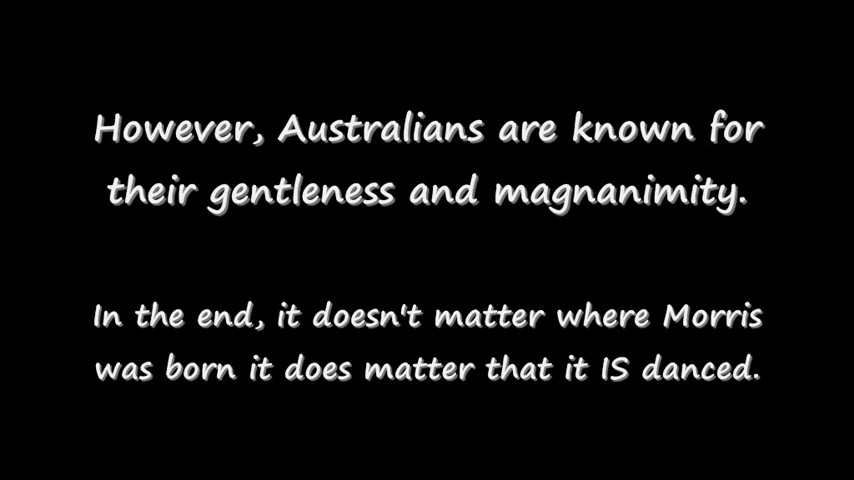 However, Australians are known for
their gentleness and magnanimity.
In the end, it doesn't matter where Morris
was born it does matter that it IS danced.